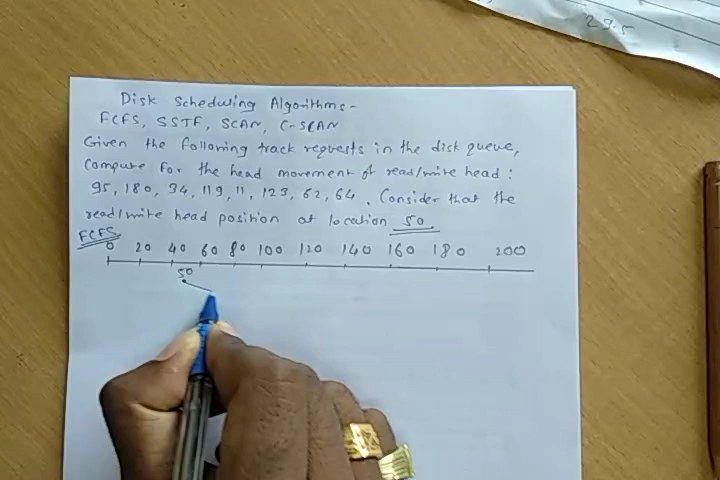 29.5
Disk Scheduling Algorithms-
FCFS, SSTF, SCAN, C-SCAN
Given the following track requests in the disk queue,
compute for the head movement of read/write head:
95, 180, 34, 119, 11, 123, 62, 64. Consider that the
read/write head position at location 50
FCFS
0 20 40 60 80 100 120 140 160 180 200
50